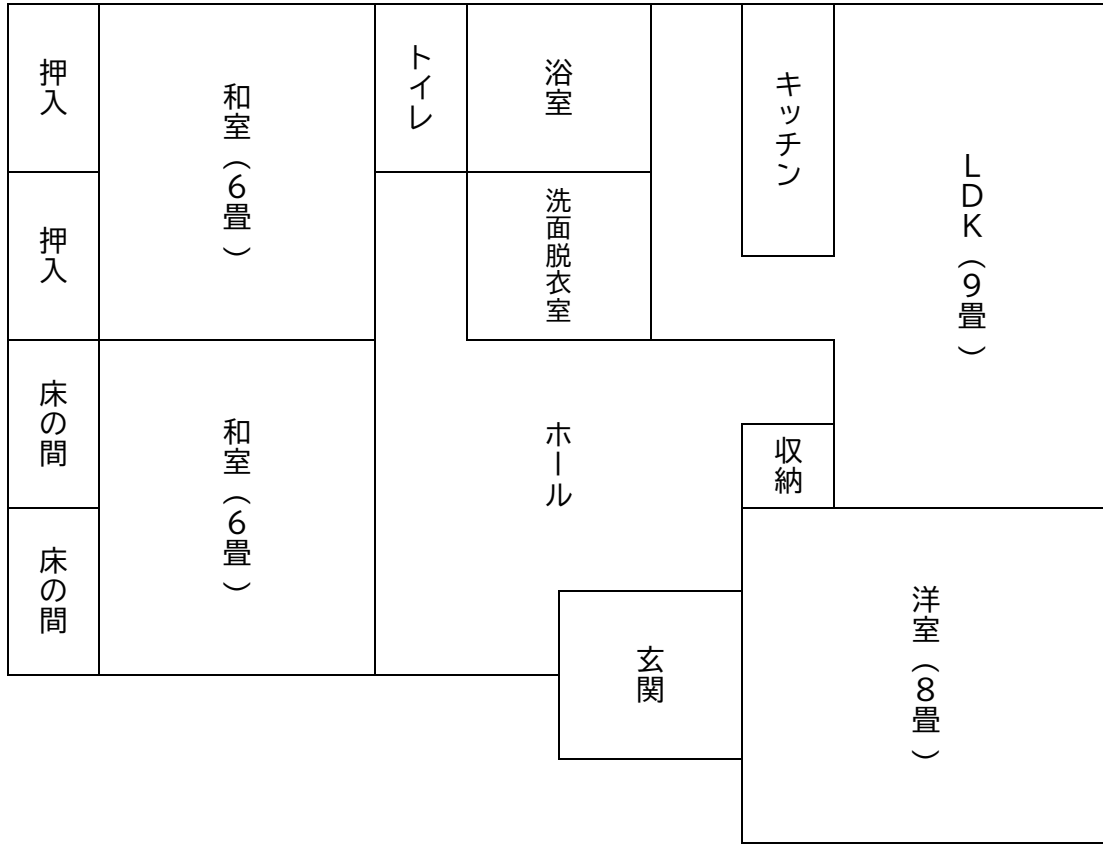 押入
和室（６畳）
トイレ
浴室
キッチン
ＬＤＫ（９畳）
押入
洗面脱衣室
床の間
和室（６畳）
ホール
収納
床の間
玄関
洋室（８畳）